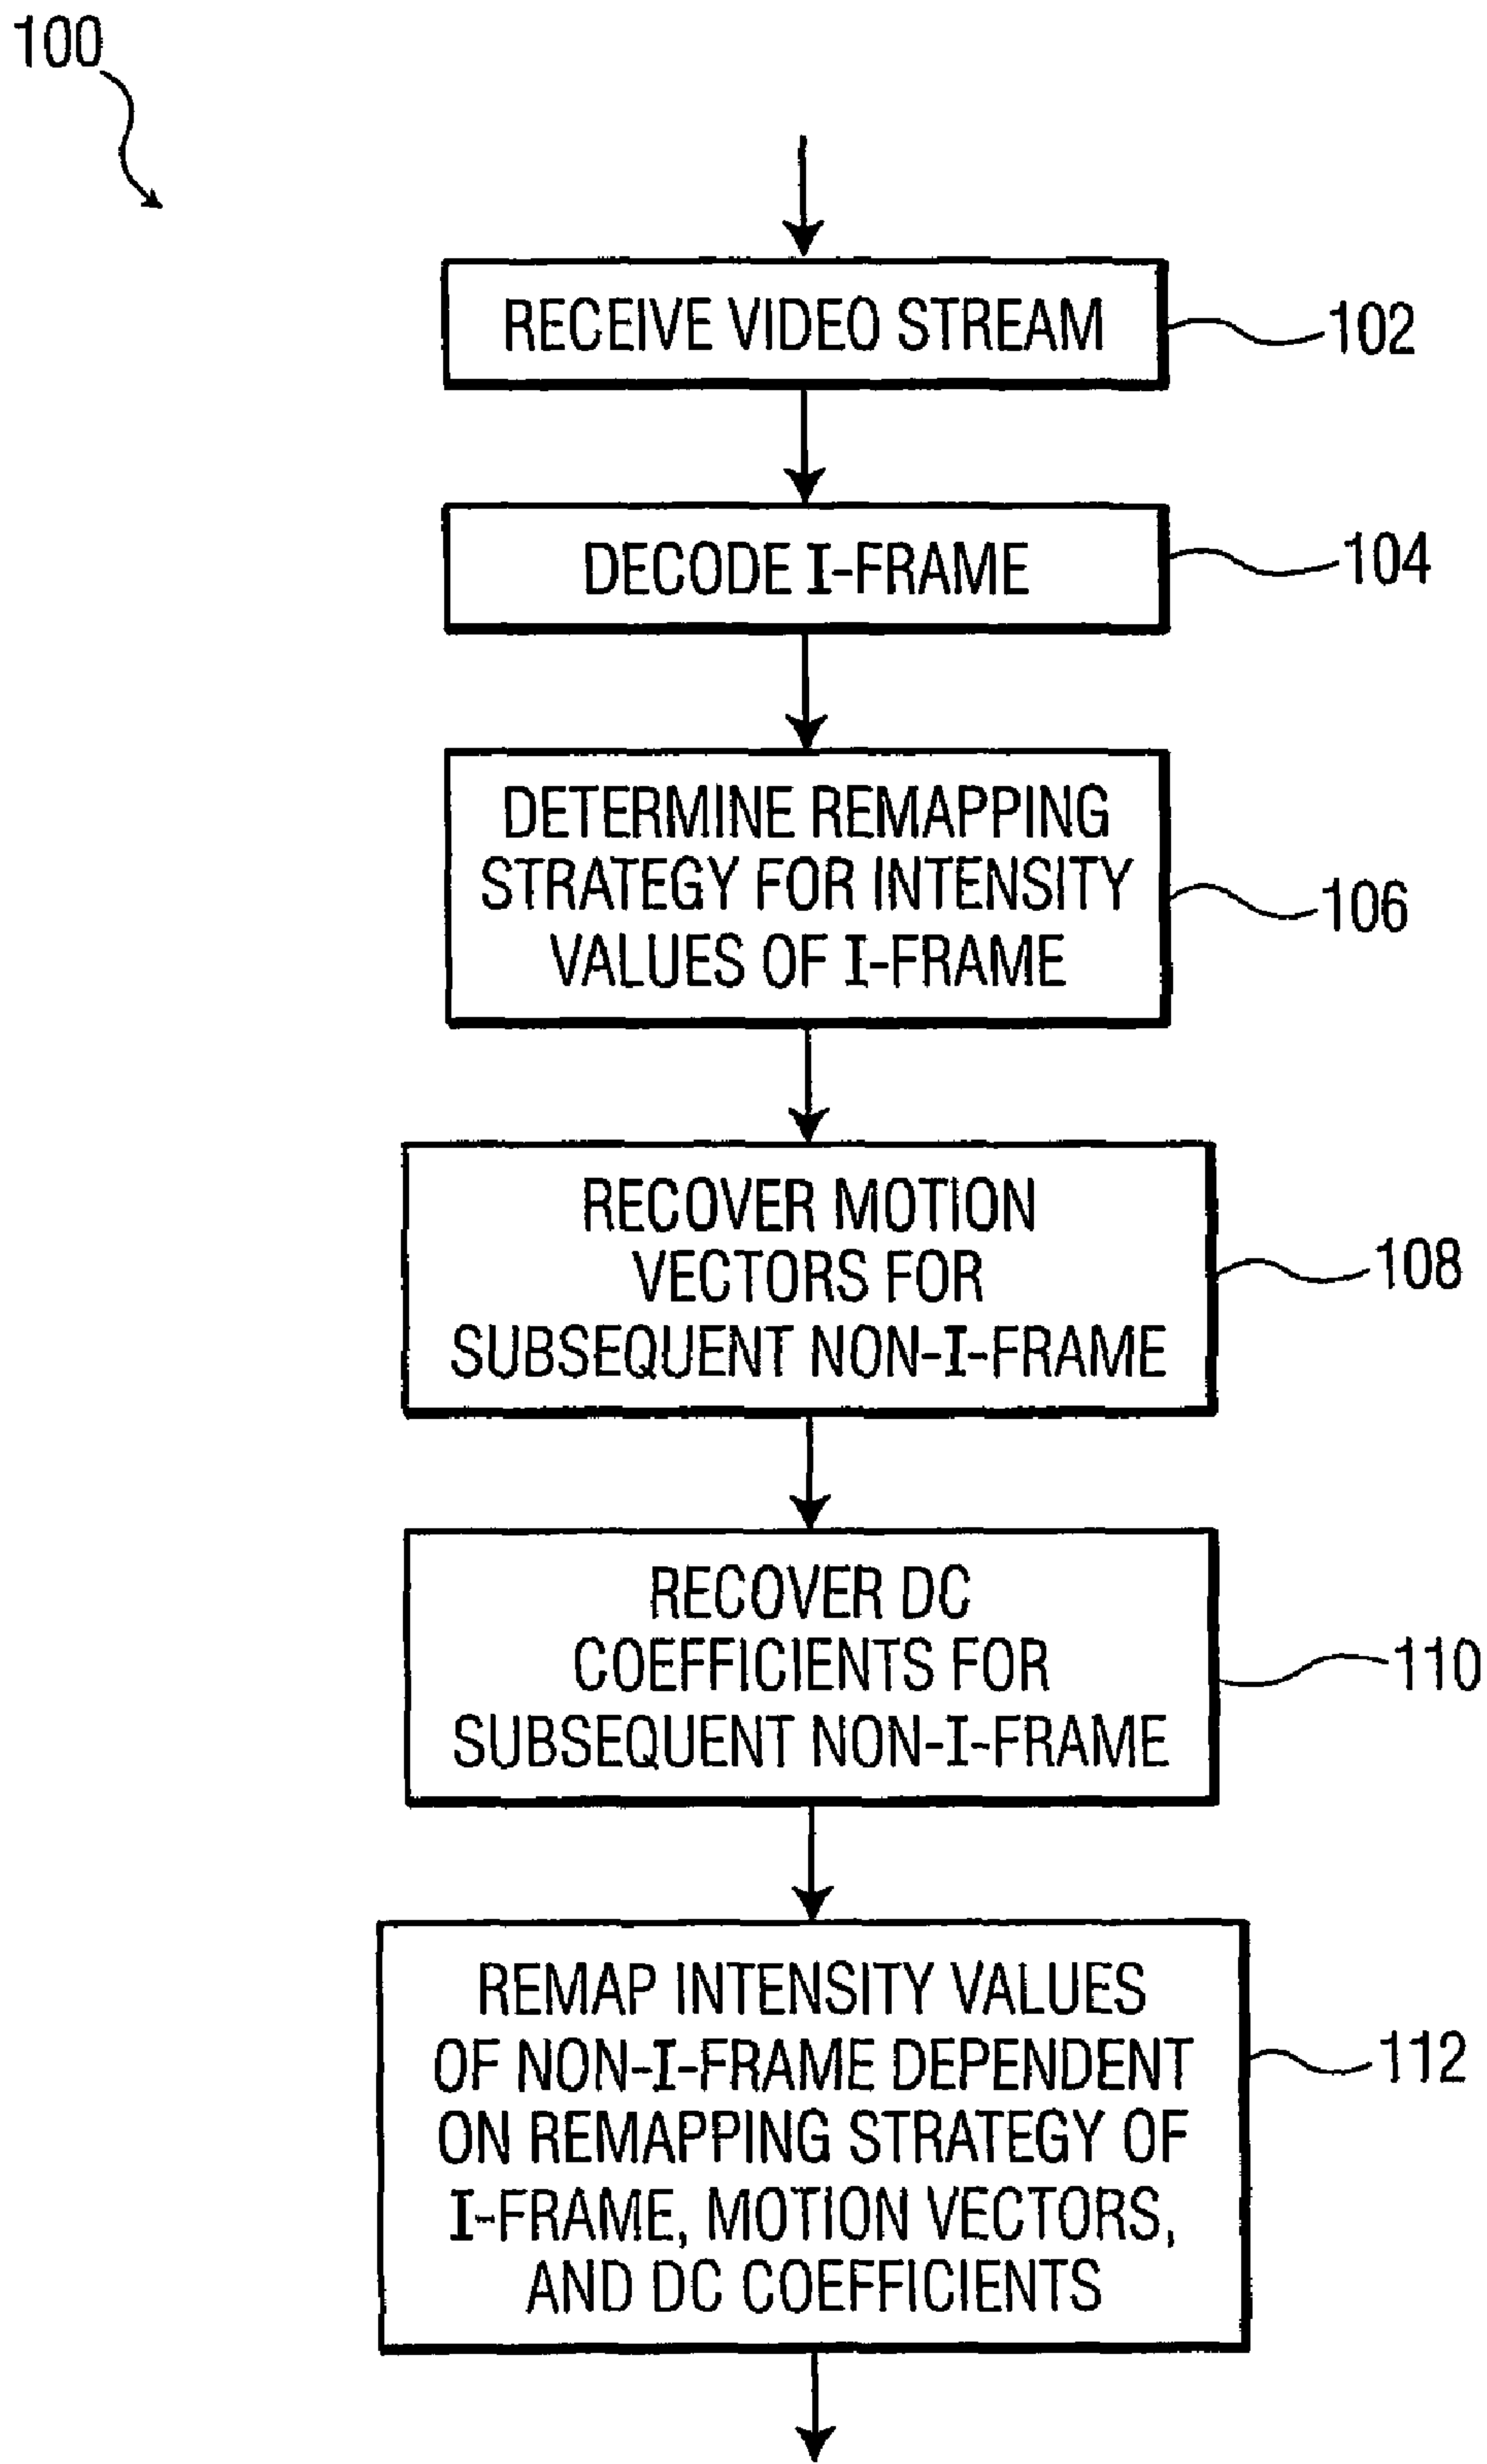 100
RECEIVE VIDEO STREAM
102
DECODE I-FRAME
104
DETERMINE REMAPPING
STRATEGY FOR INTENSITY
VALUES OF I-FRAME
106
RECOVER MOTION
VECTORS FOR
SUBSEQUENT NON-I-FRAME
108
RECOVER DC
COEFFICIENTS FOR
SUBSEQUENT NON-I-FRAME
110
REMAP INTENSITY VALUES
OF NON-I-FRAME DEPENDENT
ON REMAPPING STRATEGY OF
I-FRAME, MOTION VECTORS,
AND DC COEFFICIENTS
112